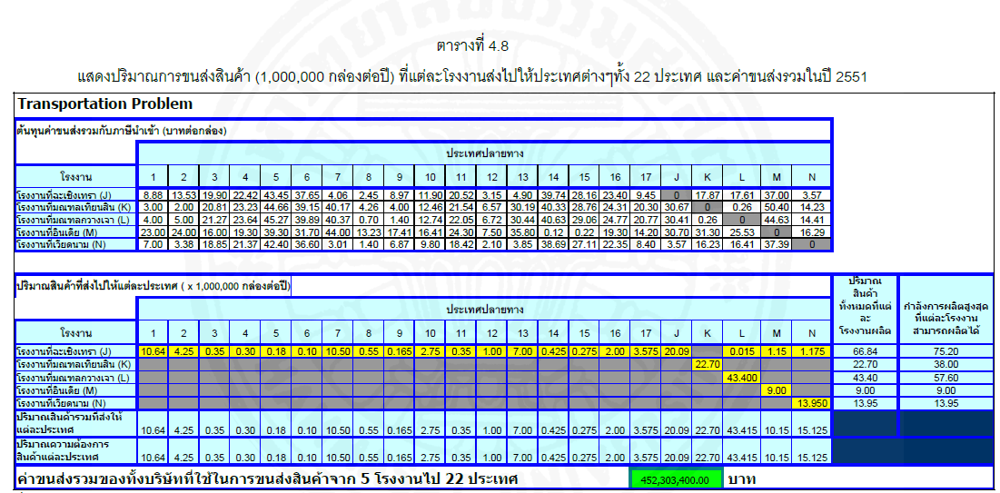 ตารางที่ 4.8
แสดงปริมาณการขนส่งสินค้า (1,000,000 กล่องต่อปี) ที่แต่ละโรงงานส่งไปให้ประเทศต่างๆทั้ง 22 ประเทศ และค่าขนส่งรวมในปี 2551
Transportation Problem
ต้นทุนค่าขนส่งรวมกับภาษีนำเข้า (บาทต่อกล่อง)
ประเทศปลายทาง
โรงงาน 1 2 3 4 5 6 7 8 9 10 11 12 13 14 15 16 17 J K L M N
โรงงานที่ฉะเชิงเทรา (J) 8.88 13.53 19.90 22.42 43.45 37.65 4.06 2.45 8.97 11.90 20.52 3.15 4.90 39.74 28.16 23.40 9.45 0 17.87 17.61 37.00 3.57
โรงงานที่มณฑลเทียนสิน (K) 3.00 2.00 20.81 23.23 44.66 39.15 40.17 4.26 4.00 12.46 21.54 6.57 30.19 40.33 28.76 24.31 20.30 30.67 0 0.26 50.40 14.23
โรงงานที่มณฑลกวางเจา (L) 4.00 5.00 21.27 23.64 45.27 39.89 40.37 0.70 1.40 12.74 22.05 6.72 30.44 40.63 29.06 24.77 20.77 30.41 0.26 0 44.63 14.41
โรงงานที่อินเดีย (M) 23.00 24.00 16.00 19.30 39.30 31.70 44.00 13.23 17.41 16.41 24.30 7.50 35.80 0.12 0.22 19.30 14.20 30.70 31.30 25.53 0 16.29
โรงงานที่เวียดนาม (N) 7.00 3.38 18.85 21.37 42.40 36.60 3.01 1.40 6.87 9.80 18.42 2.10 3.85 38.69 27.11 22.35 8.40 3.57 16.23 16.41 37.39 0
ปริมาณสินค้าที่ส่งไปให้แต่ละประเทศ ( x 1,000,000 กล่องต่อปี)
ประเทศปลายทาง
ปริมาณ
สินค้า
ทั้งหมดที่แต่
ละ
โรงงานผลิต
กำลังการผลิตสูงสุด
ที่แต่ละโรงงาน
สามารถผลิตได้
โรงงาน 1 2 3 4 5 6 7 8 9 10 11 12 13 14 15 16 17 J K L M N
โรงงานที่ฉะเชิงเทรา (J) 10.64 4.25 0.35 0.30 0.18 0.10 10.50 0.55 0.165 2.75 0.35 1.00 7.00 0.425 0.275 2.00 3.575 20.09 0.015 1.15 1.175 66.84 75.20
โรงงานที่มณฑลเทียนสิน (K) 22.70 22.70 38.00
โรงงานที่มณฑลกวางเจา (L) 43.400 43.40 57.60
โรงงานที่อินเดีย (M) 9.00 9.00 9.00
โรงงานที่เวียดนาม (N) 13.950 13.95 13.95
ปริมาณสินค้ารวมที่ส่งให้
แต่ละประเทศ 10.64 4.25 0.35 0.30 0.18 0.10 10.50 0.55 0.165 2.75 0.35 1.00 7.00 0.425 0.275 2.00 3.575 20.09 22.70 43.415 10.15 15.125
ปริมาณความต้องการ
สินค้าแต่ละประเทศ 10.64 4.25 0.35 0.30 0.18 0.10 10.50 0.55 0.165 2.75 0.35 1.00 7.00 0.425 0.275 2.00 3.575 20.09 22.70 43.415 10.15 15.125
ค่าขนส่งรวมของทั้งบริษัทที่ใช้ในการขนส่งสินค้าจาก 5 โรงงานไป 22 ประเทศ 452,303,400.00 บาท